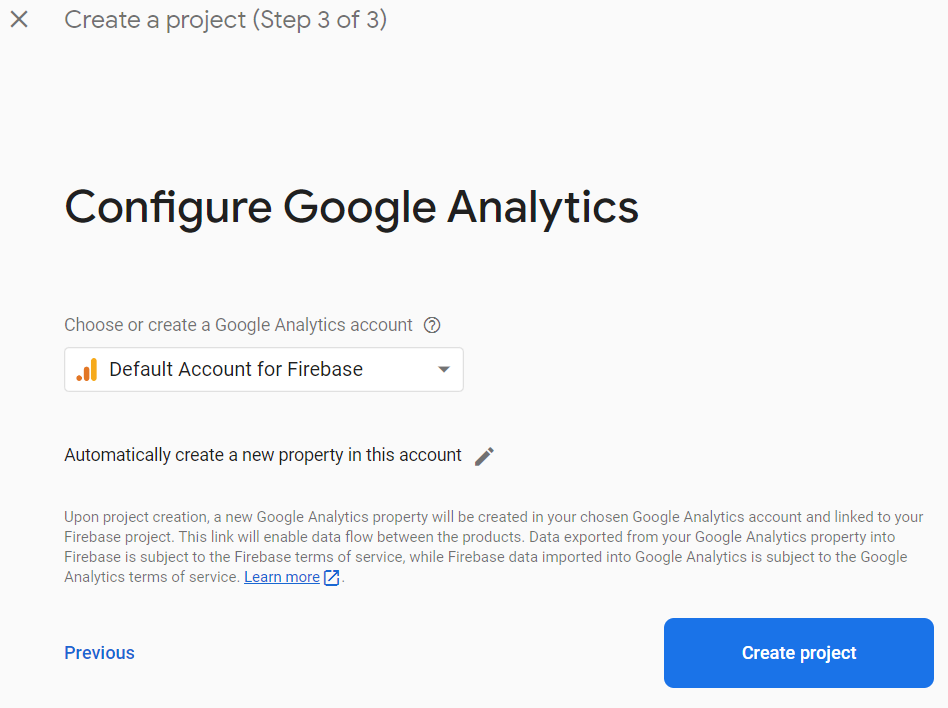 Create a project (Step 3 of 3)
Configure Google Analytics
Choose or create a Google Analytics account
Default Account for Firebase
Automatically create a new property in this account
Upon project creation, a new Google Analytics property will be created in your chosen Google Analytics account and linked to your
Firebase project. This link will enable data flow between the products. Data exported from your Google Analytics property into
Firebase is subject to the Firebase terms of service, while Firebase data imported into Google Analytics is subject to the Google
Analytics terms of service. Learn more.
Previous
Create project